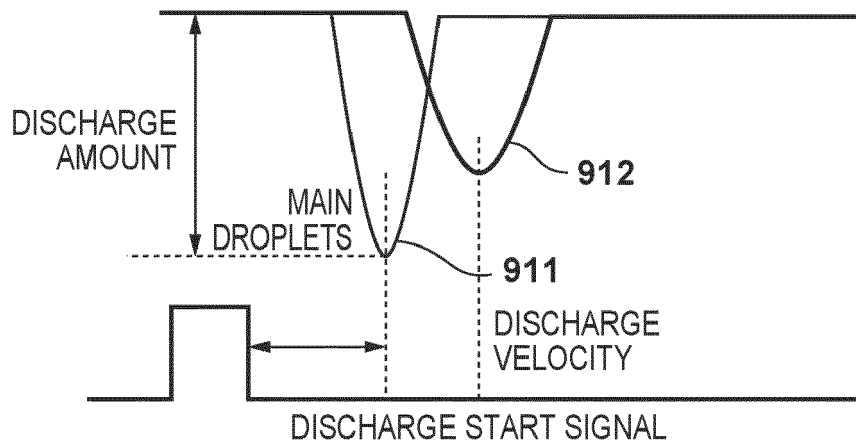 DISCHARGE
AMOUNT
MAIN
DROPLETS
912
911
DISCHARGE
VELOCITY
DISCHARGE START SIGNAL